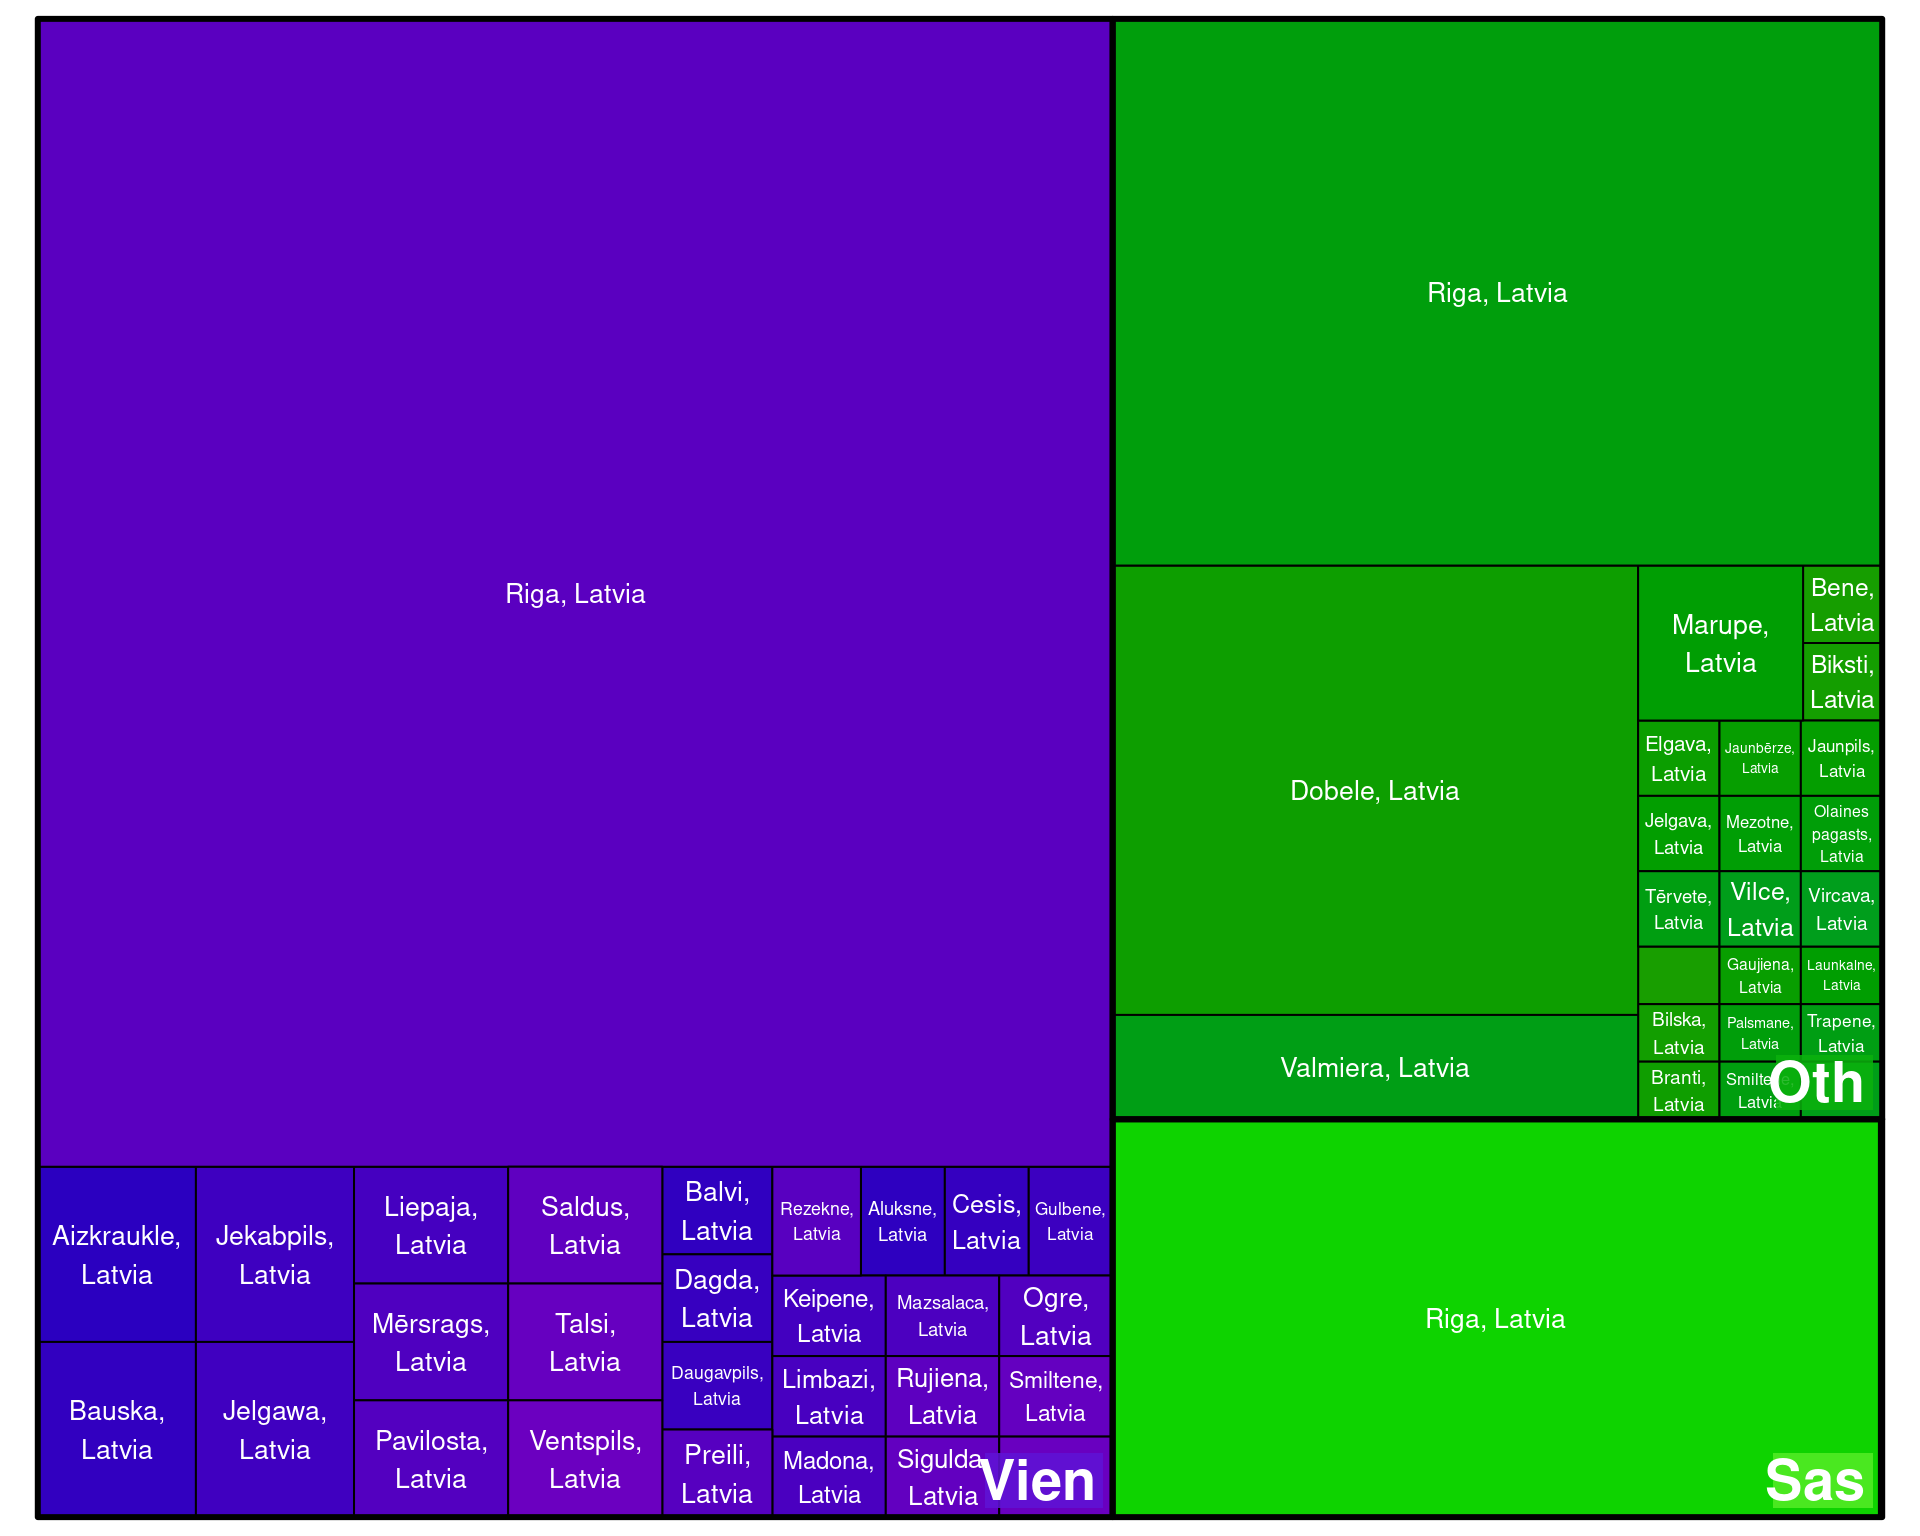 Riga, Latvia
Aizkraukle,
Latvia
Bauska,
Latvia
Jekabpils,
Latvia
Jelgawa,
Latvia
Liepaja,
Latvia
Mērsrags,
Latvia
Pavilosta,
Latvia
Saldus,
Latvia
Talsi,
Latvia
Ventspils,
Latvia
Balvi,
Latvia
Dagda,
Latvia
Daugavpils,
Latvia
Preili,
Latvia
Rezekne,
Latvia
Aluksne,
Latvia
Cesis,
Latvia
Gulbene,
Latvia
Keipene,
Latvia
Limbazi,
Latvia
Madona,
Latvia
Mazsalaca,
Latvia
Rujiena,
Latvia
Sigulda,
Latvia
Ogre,
Latvia
Smiltene,
Latvia
Vien
Riga, Latvia
Dobele, Latvia
Valmiera, Latvia
Marupe,
Latvia
Bene,
Latvia
Biksti,
Latvia
Elgava,
Latvia
Jaunbērze,
Latvia
Jaunpils,
Latvia
Jelgava,
Latvia
Mezotne,
Latvia
Olaines
pagasts,
Latvia
Tērvete,
Latvia
Vilce,
Latvia
Vircava,
Latvia
Gaujiena,
Latvia
Launkalne,
Latvia
Bilska,
Latvia
Palsmane,
Latvia
Trapene,
Latvia
Branti,
Latvia
Smiltene,
Latvia
Oth
Riga, Latvia
Sas